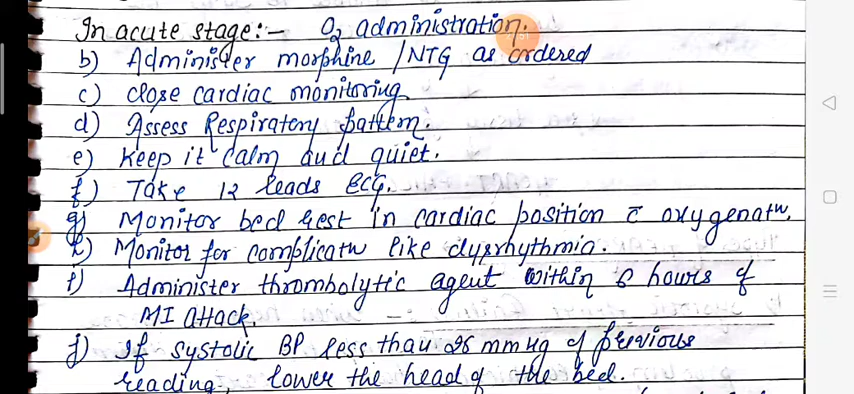 In acute stage:- O2 administration.
b) Administer morphine /NTG as ordered
c) close cardiac monitoring
d) Assess Respiratory pattern.
e) Keep it calm and quiet.
f) Take 12 leads ECG.
g) Monitor bed rest in cardiac position c̄ oxygenatn.
h) Monitor for complicatn like dysrhythmia.
i) Administer thrombolytic agent within 6 hours of
MI attack.
j) If systolic BP less than mmHg of previous
reading, lower the head of the bed.